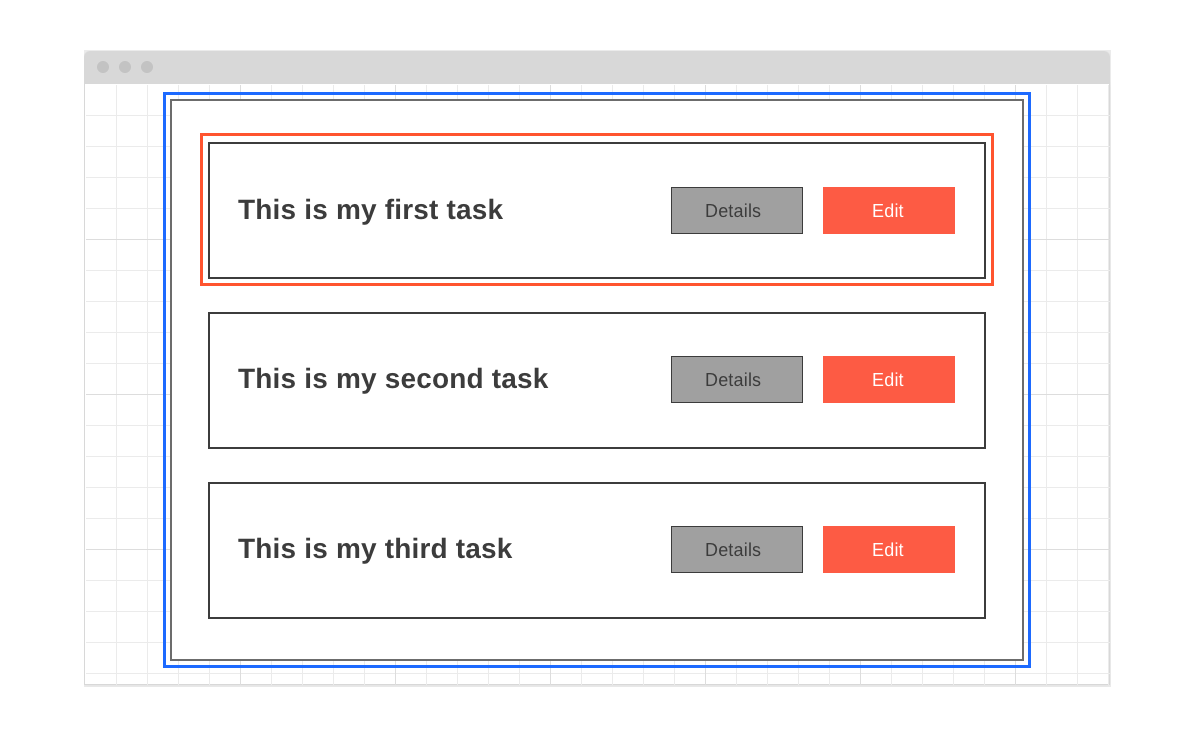 This is my first task
Details
Edit
This is my second task
Details
Edit
This is my third task
Details
Edit